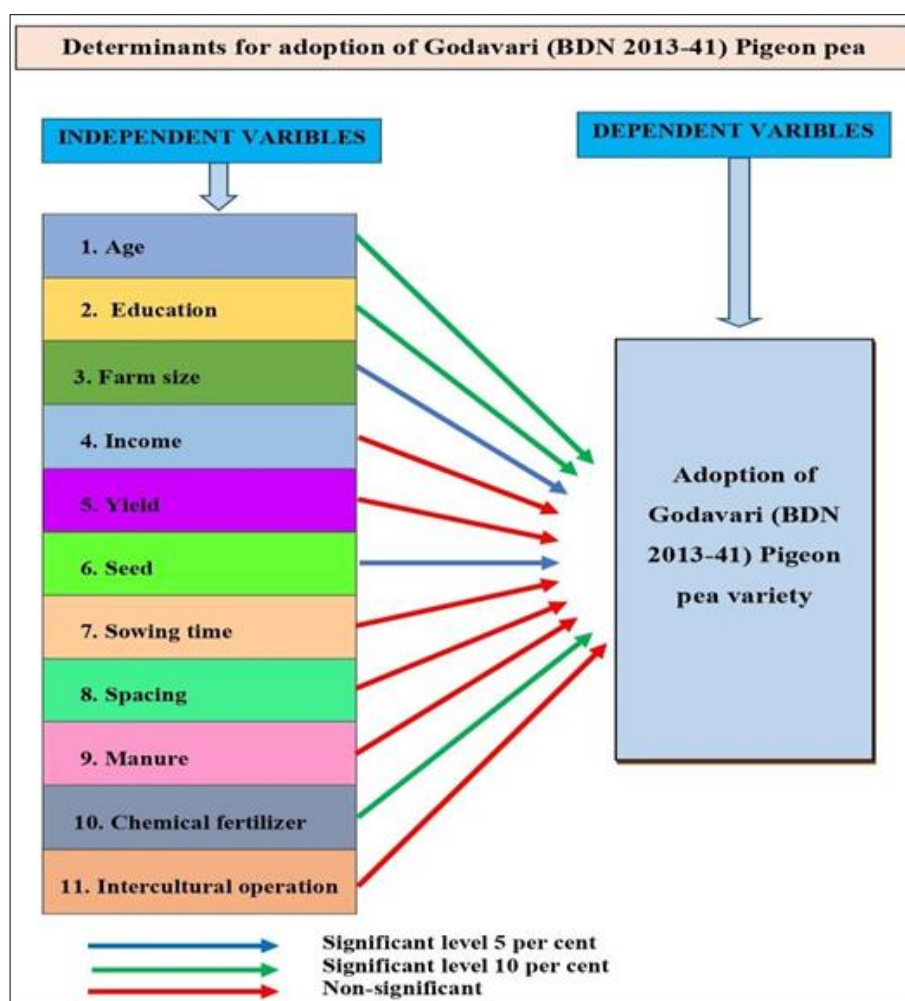 Determinants for adoption of Godavari (BDN 2013-41) Pigeon pea
INDEPENDENT VARIBLES
DEPENDENT VARIBLES
1. Age
2. Education
3. Farm size
4. Income
5. Yield
6. Seed
7. Sowing time
8. Spacing
9. Manure
10. Chemical fertilizer
11. Intercultural operation
Adoption of
Godavari (BDN
2013-41) Pigeon
pea variety
Significant level 5 per cent
Significant level 10 per cent
Non-significant